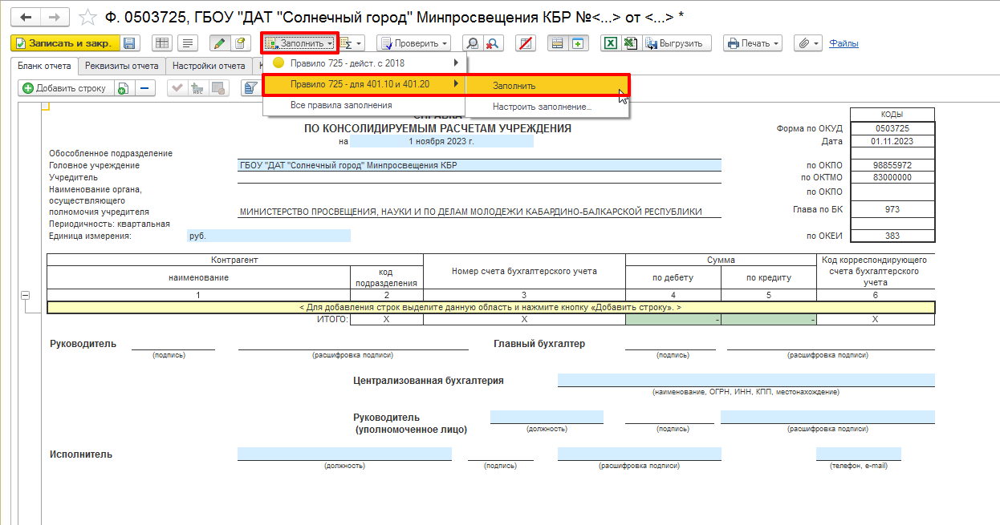 Ф. 0503725, ГБОУ "ДАТ "Солнечный город" Минпросвещения КБР №<...> от <...> *
Записать и закр. Заполнить Проверить Выгрузить Печать Файлы
Бланк отчета Реквизиты отчета Настройки отчета
Правило 725 - дейст. с 2018
Добавить строку
Правило 725 - для 401.10 и 401.20 Заполнить
Все правила заполнения Настроить заполнение...
СПРАВКА
ПО КОНСОЛИДИРУЕМЫМ РАСЧЕТАМ УЧРЕЖДЕНИЯ
КОДЫ
Форма по ОКУД 0503725
на 1 ноября 2023 г. Дата 01.11.2023
Обособленное подразделение
Головное учреждение ГБОУ "ДАТ "Солнечный город" Минпросвещения КБР по ОКПО 98855972
Учредитель по ОКТМО 83000000
Наименование органа,
осуществляющего
полномочия учредителя МИНИСТЕРСТВО ПРОСВЕЩЕНИЯ, НАУКИ И ПО ДЕЛАМ МОЛОДЕЖИ КАБАРДИНО-БАЛКАРСКОЙ РЕСПУБЛИКИ
по ОКПО
Глава по БК 973
Периодичность: квартальная
Единица измерения: руб. по ОКЕИ 383
Контрагент Номер счета бухгалтерского учета Сумма Код корреспондирующего
счета бухгалтерского
учета
наименование код
подразделения по дебету по кредиту
1 2 3 4 5 6
< Для добавления строк выделите данную область и нажмите кнопку «Добавить строку». >
ИТОГО: X X - - X
Руководитель Главный бухгалтер
(подпись) (расшифровка подписи) (подпись) (расшифровка подписи)
Централизованная бухгалтерия
(наименование, ОГРН, ИНН, КПП, местонахождение)
Руководитель
(уполномоченное лицо) (должность) (подпись) (расшифровка подписи)
Исполнитель
(должность) (подпись) (расшифровка подписи) (телефон, e-mail)